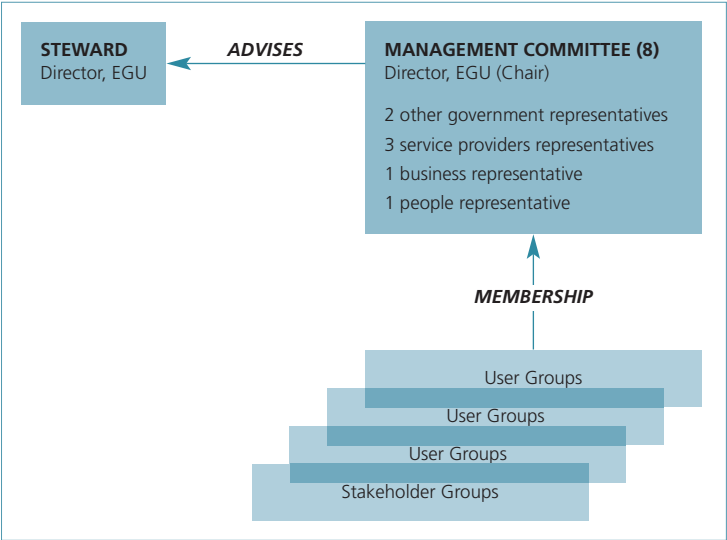 STEWARD
Director, EGU
ADVISES
MANAGEMENT COMMITTEE (8)
Director, EGU (Chair)
2 other government representatives
3 service providers representatives
1 business representative
1 people representative
MEMBERSHIP
User Groups
User Groups
User Groups
Stakeholder Groups